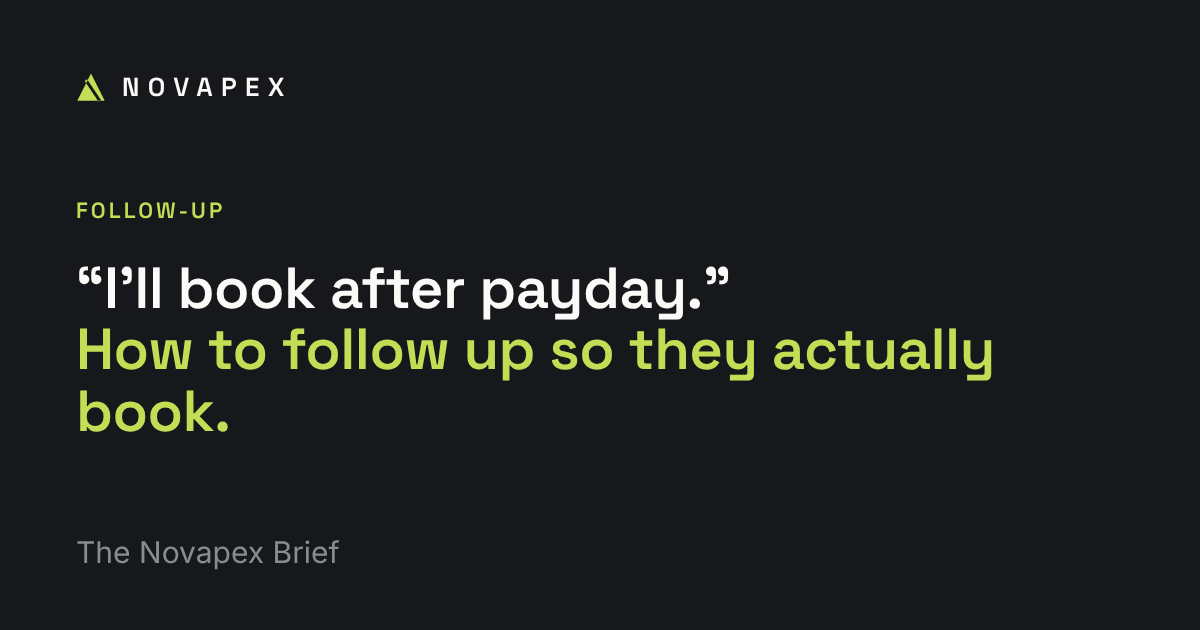 NOVAPEX
FOLLOW-UP
“I’ll book after payday.”
How to follow up so they actually
book.
The Novapex Brief